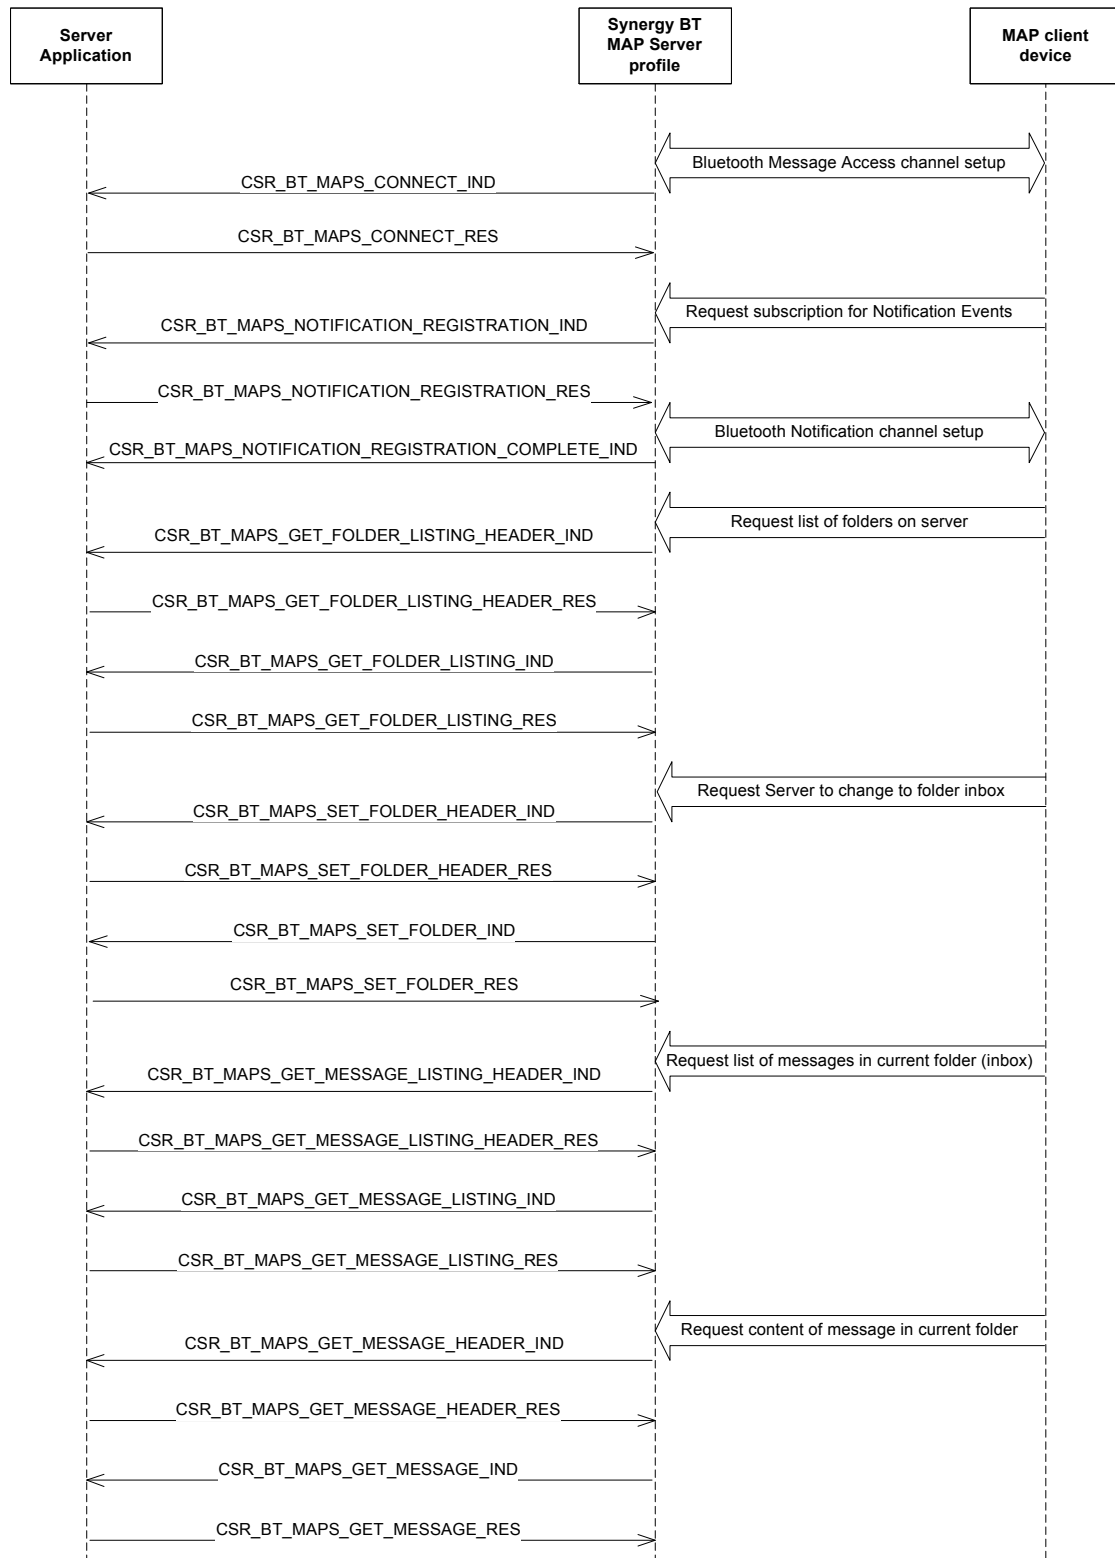 Server
Application
Synergy BT
MAP Server
profile
MAP client
device
Bluetooth Message Access channel setup
CSR_BT_MAPS_CONNECT_IND
CSR_BT_MAPS_CONNECT_RES
Request subscription for Notification Events
CSR_BT_MAPS_NOTIFICATION_REGISTRATION_IND
CSR_BT_MAPS_NOTIFICATION_REGISTRATION_RES
Bluetooth Notification channel setup
CSR_BT_MAPS_NOTIFICATION_REGISTRATION_COMPLETE_IND
Request list of folders on server
CSR_BT_MAPS_GET_FOLDER_LISTING_HEADER_IND
CSR_BT_MAPS_GET_FOLDER_LISTING_HEADER_RES
CSR_BT_MAPS_GET_FOLDER_LISTING_IND
CSR_BT_MAPS_GET_FOLDER_LISTING_RES
Request Server to change to folder inbox
CSR_BT_MAPS_SET_FOLDER_HEADER_IND
CSR_BT_MAPS_SET_FOLDER_HEADER_RES
CSR_BT_MAPS_SET_FOLDER_IND
CSR_BT_MAPS_SET_FOLDER_RES
Request list of messages in current folder (inbox)
CSR_BT_MAPS_GET_MESSAGE_LISTING_HEADER_IND
CSR_BT_MAPS_GET_MESSAGE_LISTING_HEADER_RES
CSR_BT_MAPS_GET_MESSAGE_LISTING_IND
CSR_BT_MAPS_GET_MESSAGE_LISTING_RES
Request content of message in current folder
CSR_BT_MAPS_GET_MESSAGE_HEADER_IND
CSR_BT_MAPS_GET_MESSAGE_HEADER_RES
CSR_BT_MAPS_GET_MESSAGE_IND
CSR_BT_MAPS_GET_MESSAGE_RES